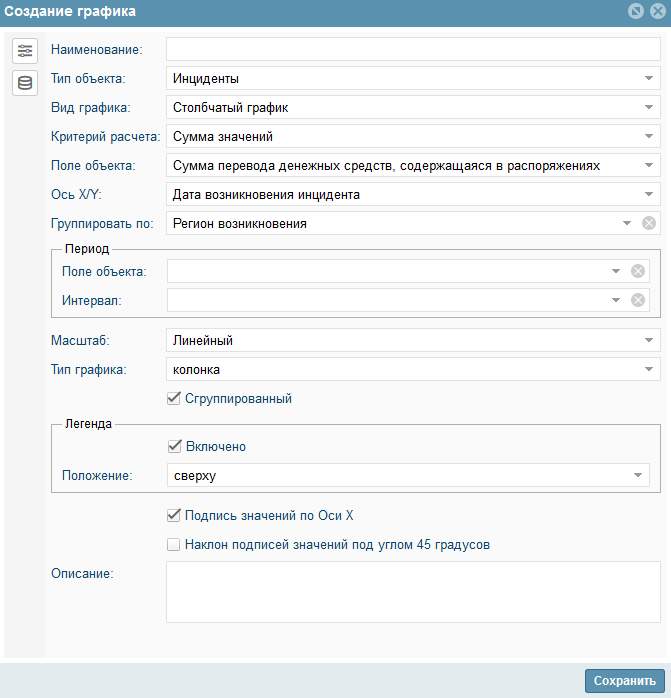 Создание графика
Наименование:
Тип объекта: Инциденты
Вид графика: Столбчатый график
Критерий расчета: Сумма значений
Поле объекта: Сумма перевода денежных средств, содержащаяся в распоряжениях
Ось X/Y: Дата возникновения инцидента
Группировать по: Регион возникновения
Период
Поле объекта:
Интервал:
Масштаб: Линейный
Тип графика: колонка
Сгруппированный
Легенда
Включено
Положение: сверху
Подпись значений по Оси X
Наклон подписей значений под углом 45 градусов
Описание:
Сохранить